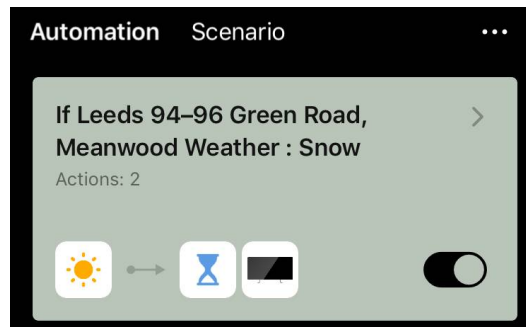 Automation Scenario
If Leeds 94–96 Green Road,
Meanwood Weather : Snow
Actions: 2